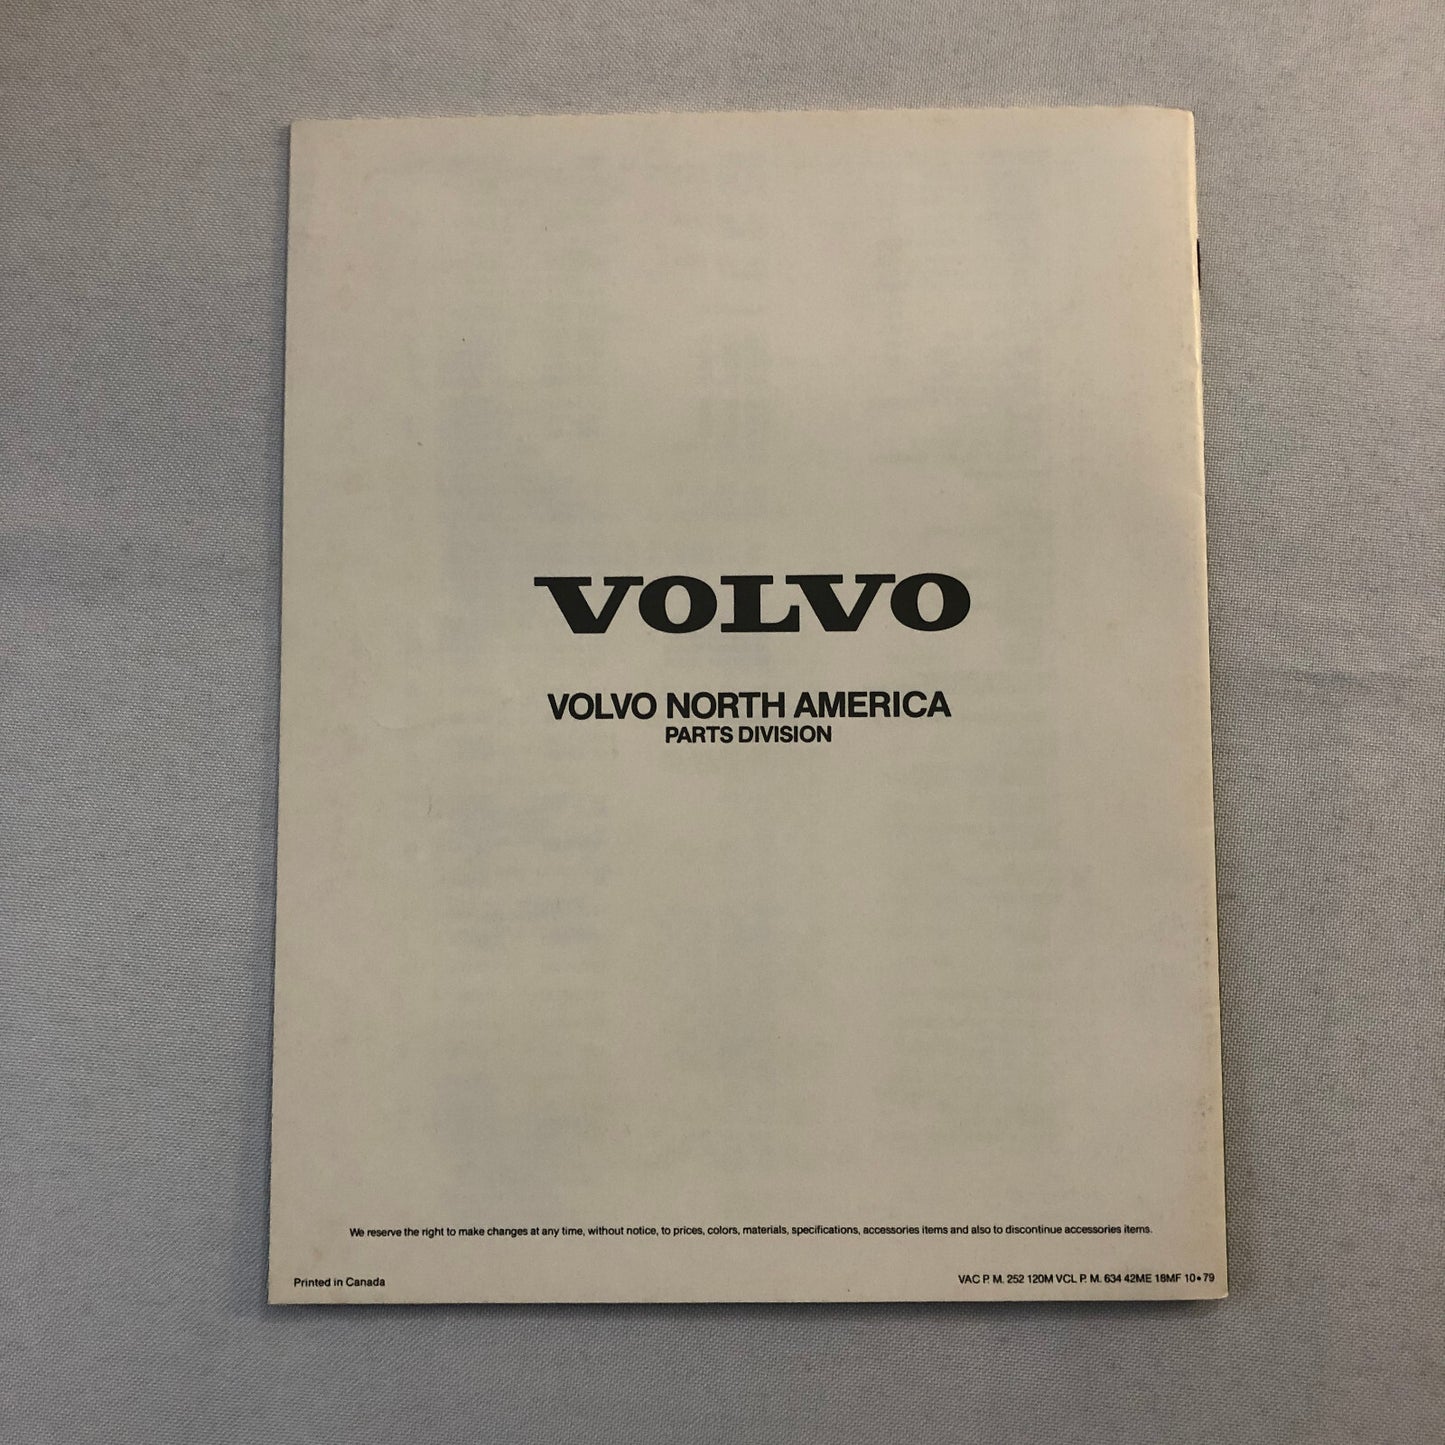 VOLVO
VOLVO NORTH AMERICA
PARTS DIVISION
We reserve the right to make changes at any time, without notice, to prices, colors, materials, specifications, accessories items and also to discontinue accessories items.
Printed in Canada
VAC P. M. 252 120M VCL P. M. 634 42ME 18MF 10•79